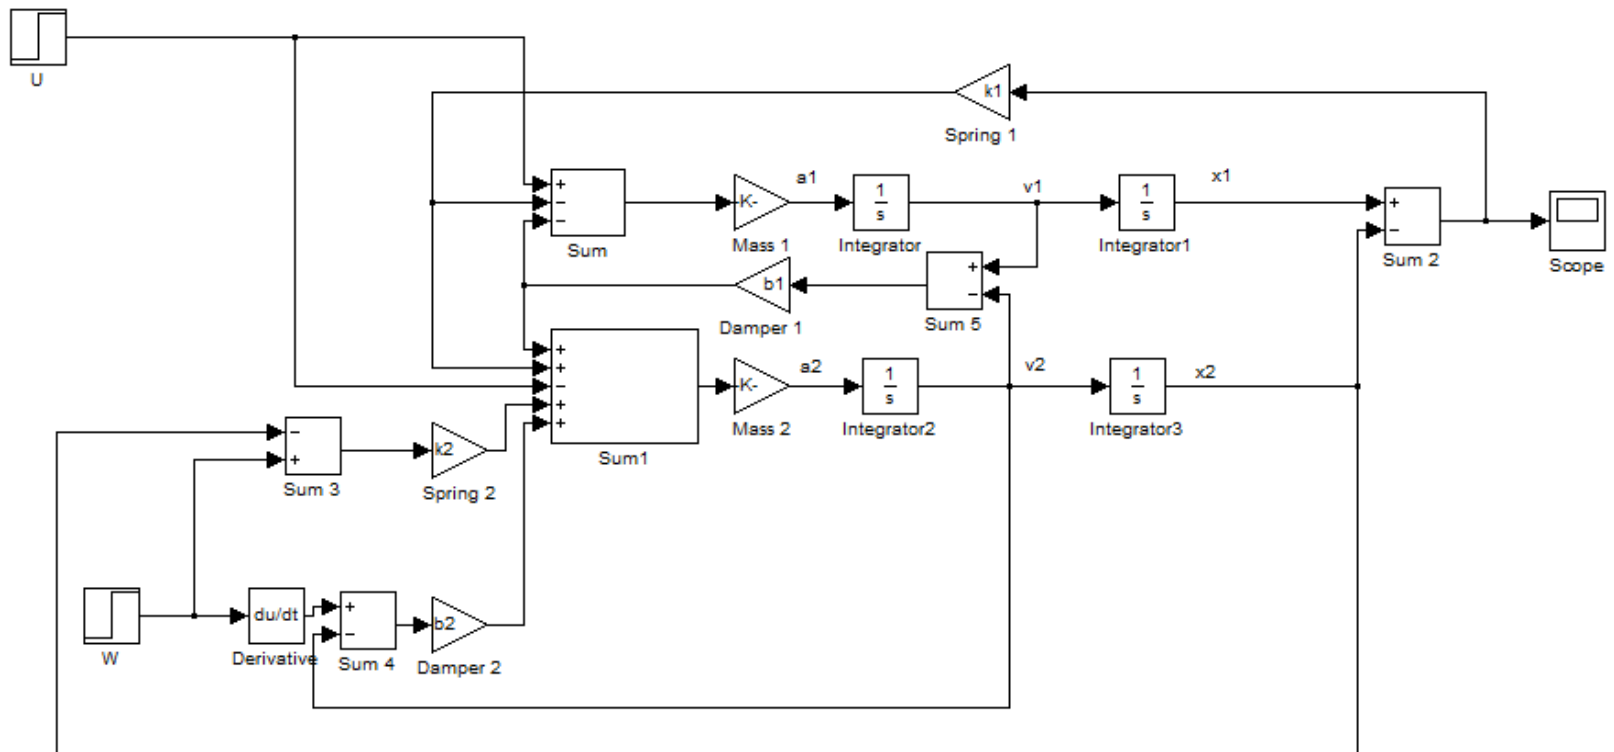 U
k1
Spring 1
+
−
−
Sum
-K-
Mass 1
a1
1
s
Integrator
v1
1
s
Integrator1
x1
+
−
Sum 2
Scope
b1
Damper 1
+
−
Sum 5
+
+
−
+
+
Sum1
-K-
Mass 2
a2
1
s
Integrator2
v2
1
s
Integrator3
x2
−
+
Sum 3
k2
Spring 2
W
du/dt
Derivative
+
−
Sum 4
b2
Damper 2